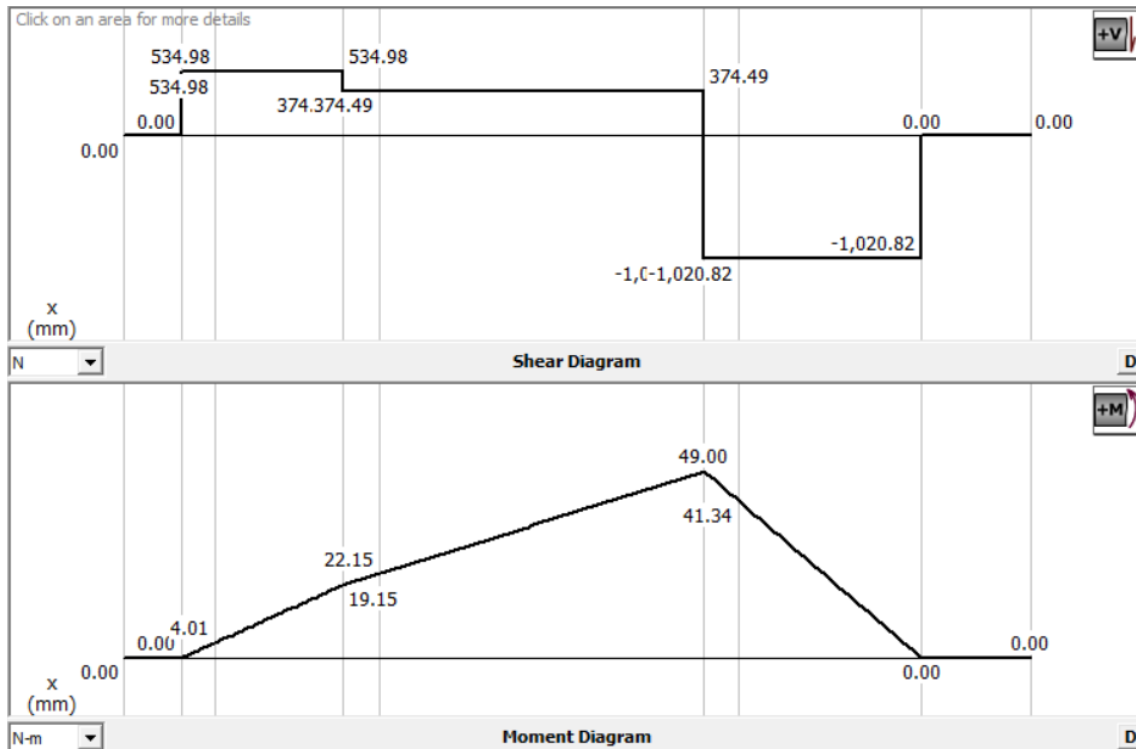 Click on an area for more details
+V
534.98
534.98
534.98
374.49
374.374.49
0.00
0.00
0.00
0.00
-1,020.82
-1,0-1,020.82
x
(mm)
N
Shear Diagram
D
+M
49.00
41.34
22.15
19.15
4.01
0.00
0.00
0.00
0.00
x
(mm)
N-m
Moment Diagram
D